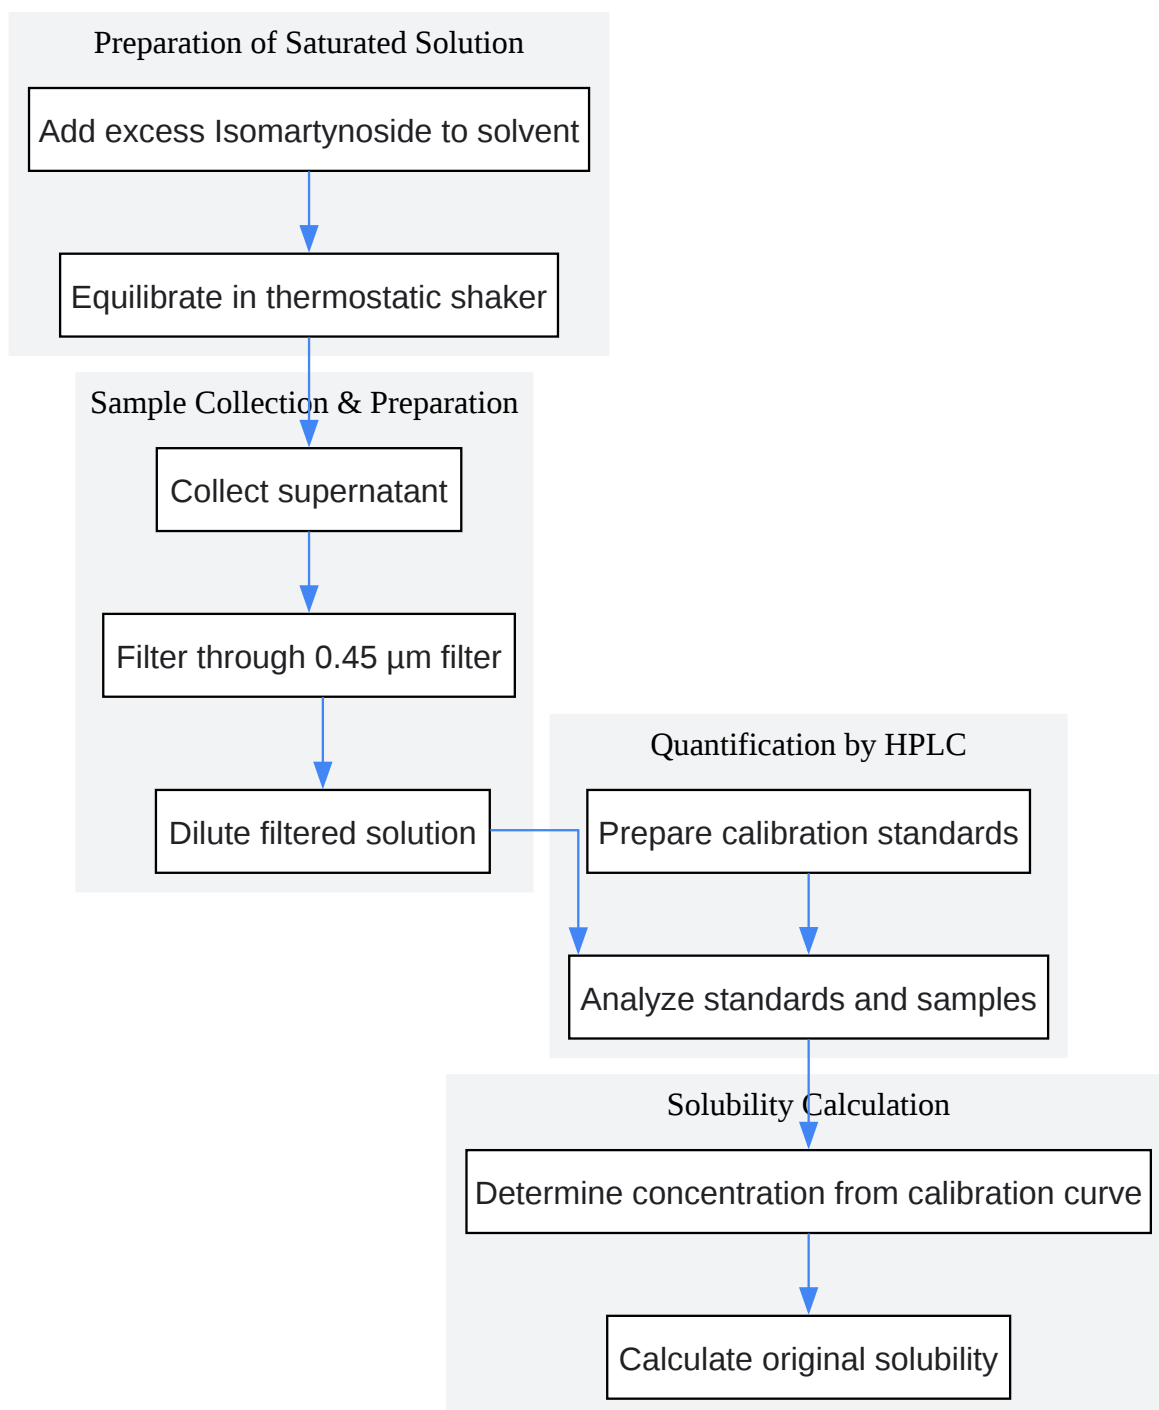 Preparation of Saturated Solution
Add excess Isomartynoside to solvent
Equilibrate in thermostatic shaker
Sample Collection & Preparation
Collect supernatant
Filter through 0.45 µm filter
Dilute filtered solution
Quantification by HPLC
Prepare calibration standards
Analyze standards and samples
Solubility Calculation
Determine concentration from calibration curve
Calculate original solubility